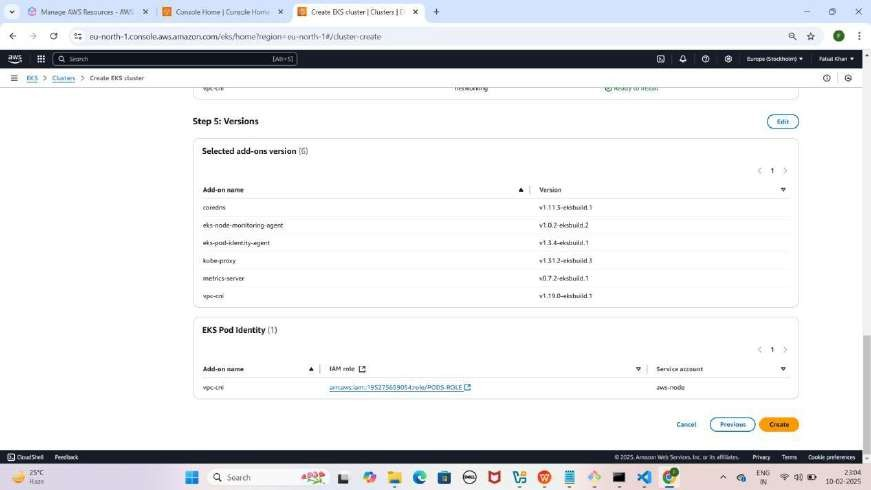 Manage AWS Resources - AWS
Console Home | Console Home
Create EKS cluster | Clusters | E
eu-north-1.console.aws.amazon.com/eks/home?region=eu-north-1#/cluster-create
aws
Search
[Alt+S]
Europe (Stockholm)
Faisal Khan
EKS > Clusters > Create EKS cluster
vpc-cni networking Ready to install
Step 5: Versions
Edit
Selected add-ons version (6)
1
Add-on name Version
coredns v1.11.3-eksbuild.1
eks-node-monitoring-agent v1.0.2-eksbuild.2
eks-pod-identity-agent v1.3.4-eksbuild.1
kube-proxy v1.31.2-eksbuild.3
metrics-server v0.7.2-eksbuild.1
vpc-cni v1.19.0-eksbuild.1
EKS Pod Identity (1)
1
Add-on name IAM role Service account
vpc-cni arn:aws:iam::195275659054:role/PODS-ROLE aws-node
Cancel Previous Create
CloudShell Feedback
© 2025, Amazon Web Services, Inc. or its affiliates. Privacy Terms Cookie preferences
25°C
Haze
Search
DELL
ENG
IN
23:04
10-02-2025